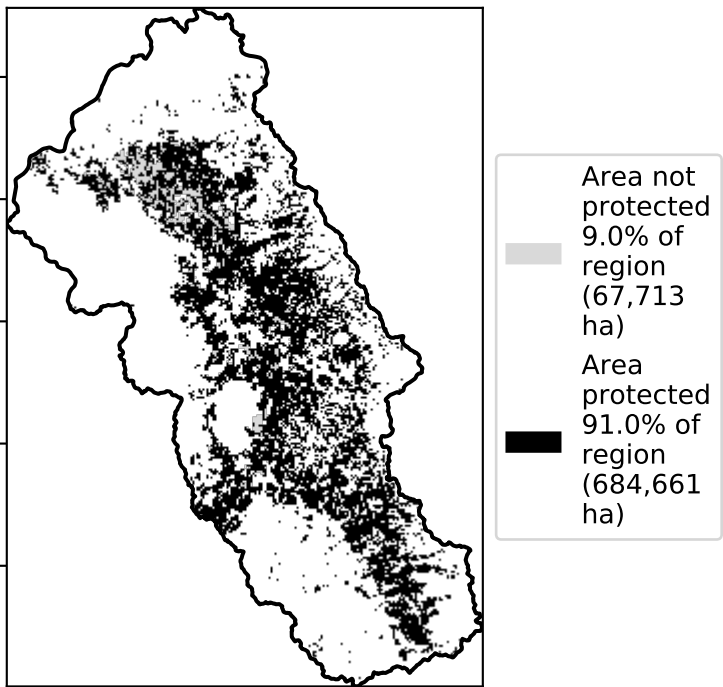 Area not
protected
9.0% of
region
(67,713
ha)
Area
protected
91.0% of
region
(684,661
ha)